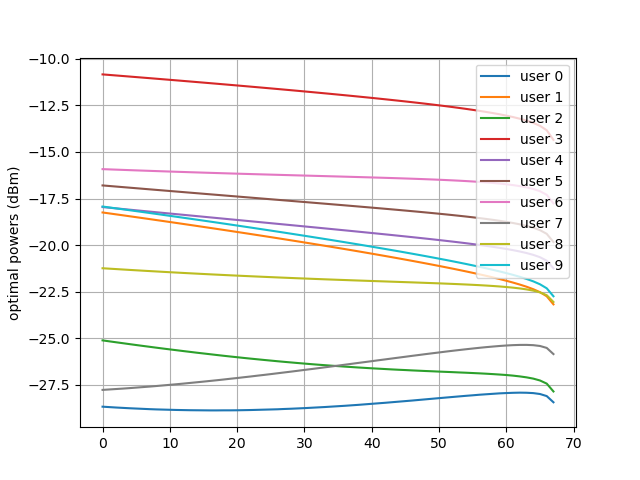 optimal powers (dBm)
−10.0
−12.5
−15.0
−17.5
−20.0
−22.5
−25.0
−27.5
0 10 20 30 40 50 60 70
user 0
user 1
user 2
user 3
user 4
user 5
user 6
user 7
user 8
user 9